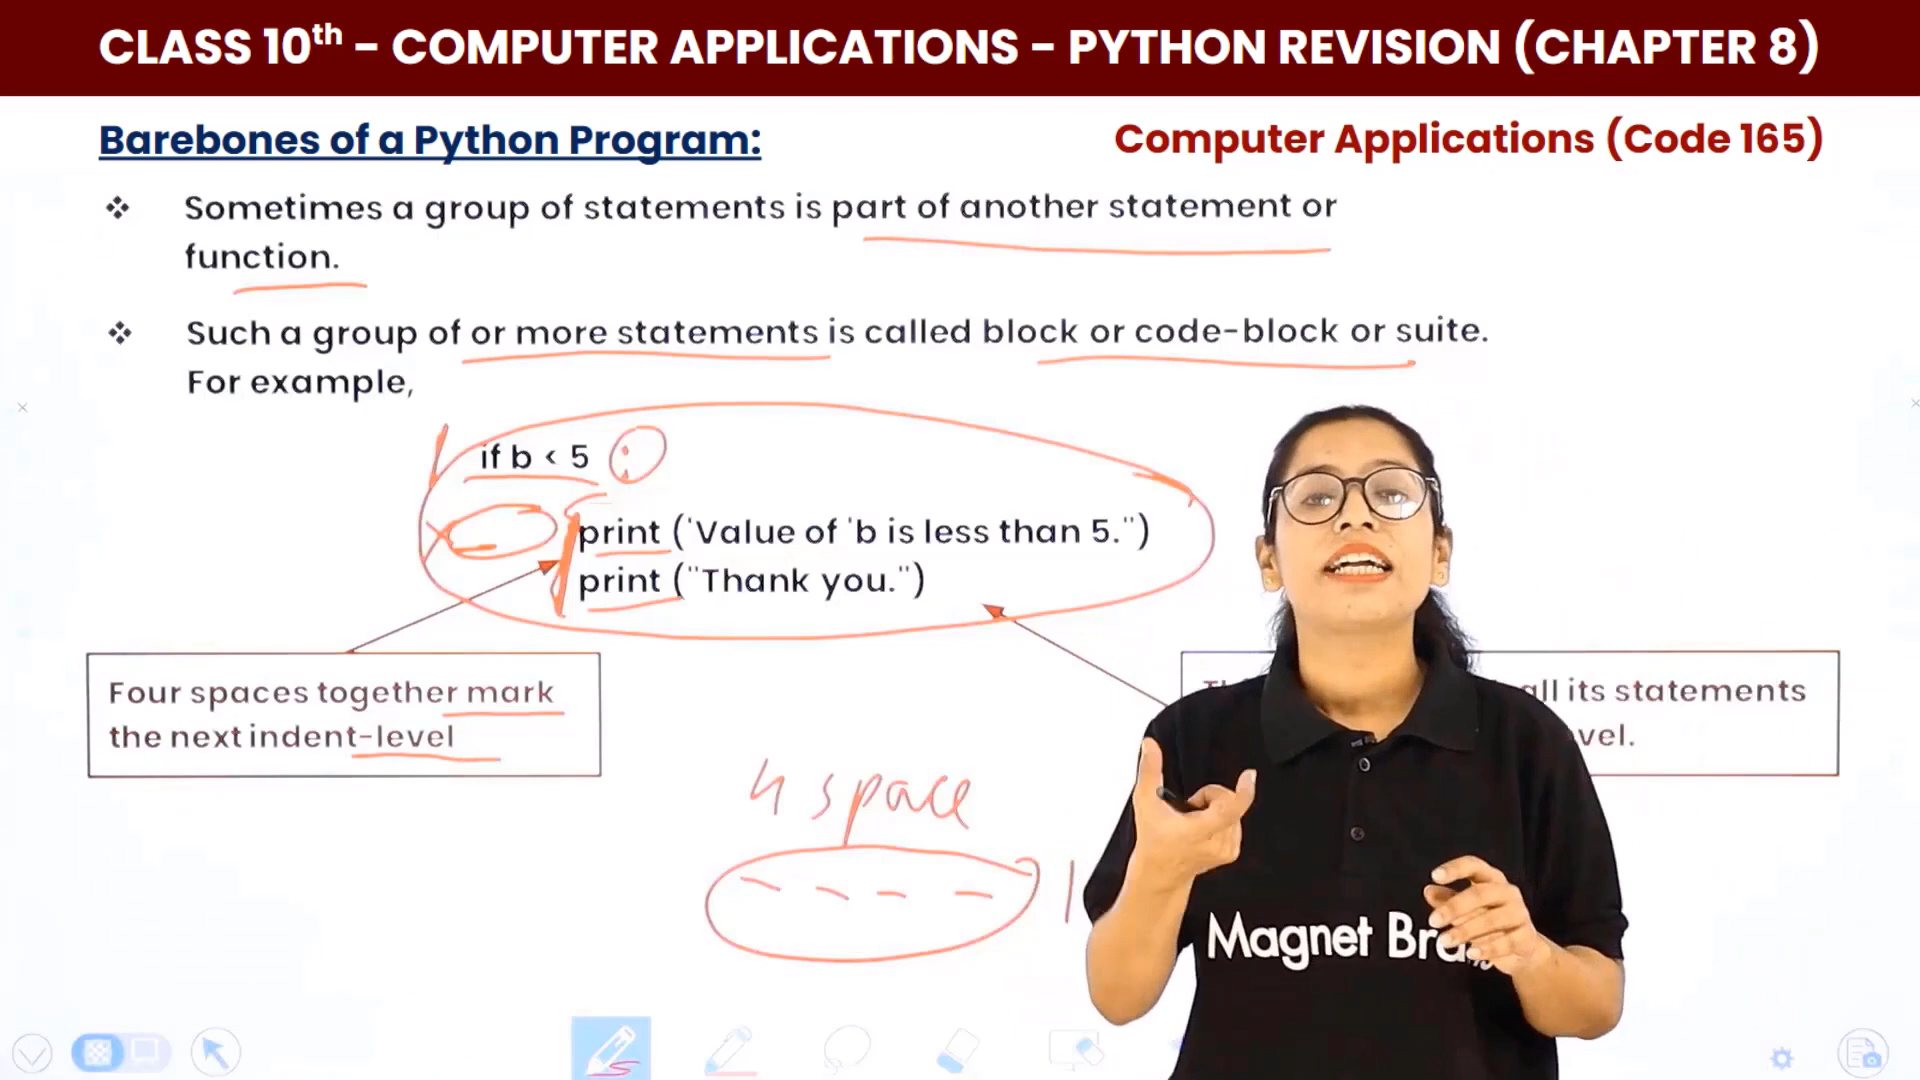 CLASS 10th – COMPUTER APPLICATIONS – PYTHON REVISION (CHAPTER 8)
Barebones of a Python Program:
Computer Applications (Code 165)
❖ Sometimes a group of statements is part of another statement or
function.
❖ Such a group of or more statements is called block or code-block or suite.
For example,
if b < 5 :
print ('Value of 'b is less than 5.")
print ("Thank you.")
Four spaces together mark
the next indent-level
all its statements
4 space
Magnet